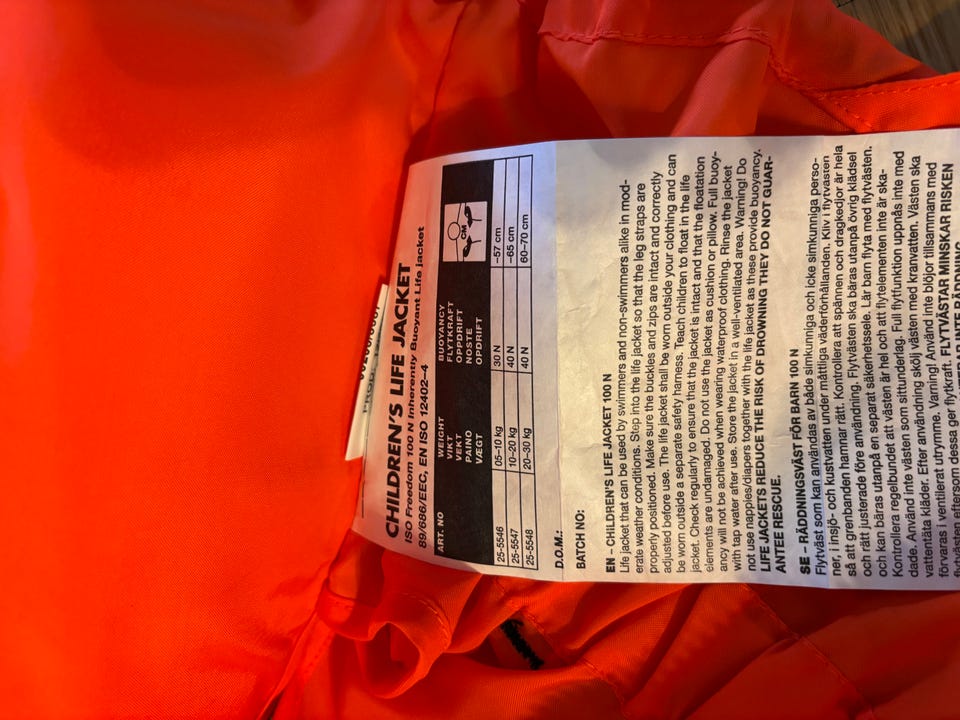 CHILDREN'S LIFE JACKET
ISO Freedom 100 N Inherently Buoyant Life jacket
89/686/EEC, EN ISO 12402–4
ART. NO WEIGHT BUOYANCY
VIKT FLYTKRAFT
VEKT OPPDRIFT
PAINO NOSTE
VÆGT OPDRIFT
CM
25-5546 05-10 kg 30 N –57 cm
25-5547 10–20 kg 40 N –65 cm
25-5548 20–30 kg 40 N 60–70 cm
D.O.M.:
BATCH NO:
EN – CHILDREN'S LIFE JACKET 100 N
Life jacket that can be used by swimmers and non-swimmers alike in mod-
erate weather conditions. Stop into the life jacket so that the leg straps are
properly positioned. Make sure the buckles and zips are intact and correctly
adjusted before use. The life jacket shall be worn outside your clothing and can
be worn outside a separate safety harness. Teach children to float in the life
jacket. Check regularly to ensure that the jacket is intact and that the floatation
elements are undamaged. Do not use the jacket as cushion or pillow. Full buoy-
ancy will not be achieved when wearing waterproof clothing. Rinse the jacket
with tap water after use. Store the jacket in a well-ventilated area. Warning! Do
not use nappies/diapers together with the life jacket as these provide buoyancy.
LIFE JACKETS REDUCE THE RISK OF DROWNING THEY DO NOT GUAR-
ANTEE RESCUE.
SE – RÄDDNINGSVÄST FÖR BARN 100 N
Flytväst som kan användas av både simkunniga och icke simkunniga perso-
ner, i insjö- och kustvatten under måttliga väderförhållanden. Kliv i flytvästen
så att grenbanden hamnar rätt. Kontrollera att spännen och dragkedjor är hela
och rätt justerade före användning. Flytvästen ska bäras utanpå övrig klädsel
och kan bäras utanpå en separat säkerhetssele. Lär barn flyta med flytvästen.
Kontrollera regelbundet att västen är hel och att flytelementen inte är ska-
dade. Använd inte västen som sittunderlag. Full flytfunktion uppnås inte med
vattentäta kläder. Efter användning skölj västen med kranvatten. Västen ska
förvaras i ventilerat utrymme. Varning! Använd inte blöjor tillsammans med
flytvästen eftersom dessa ger flytkraft. FLYTVÄSTAR MINSKAR RISKEN
INTE RÄDDNING